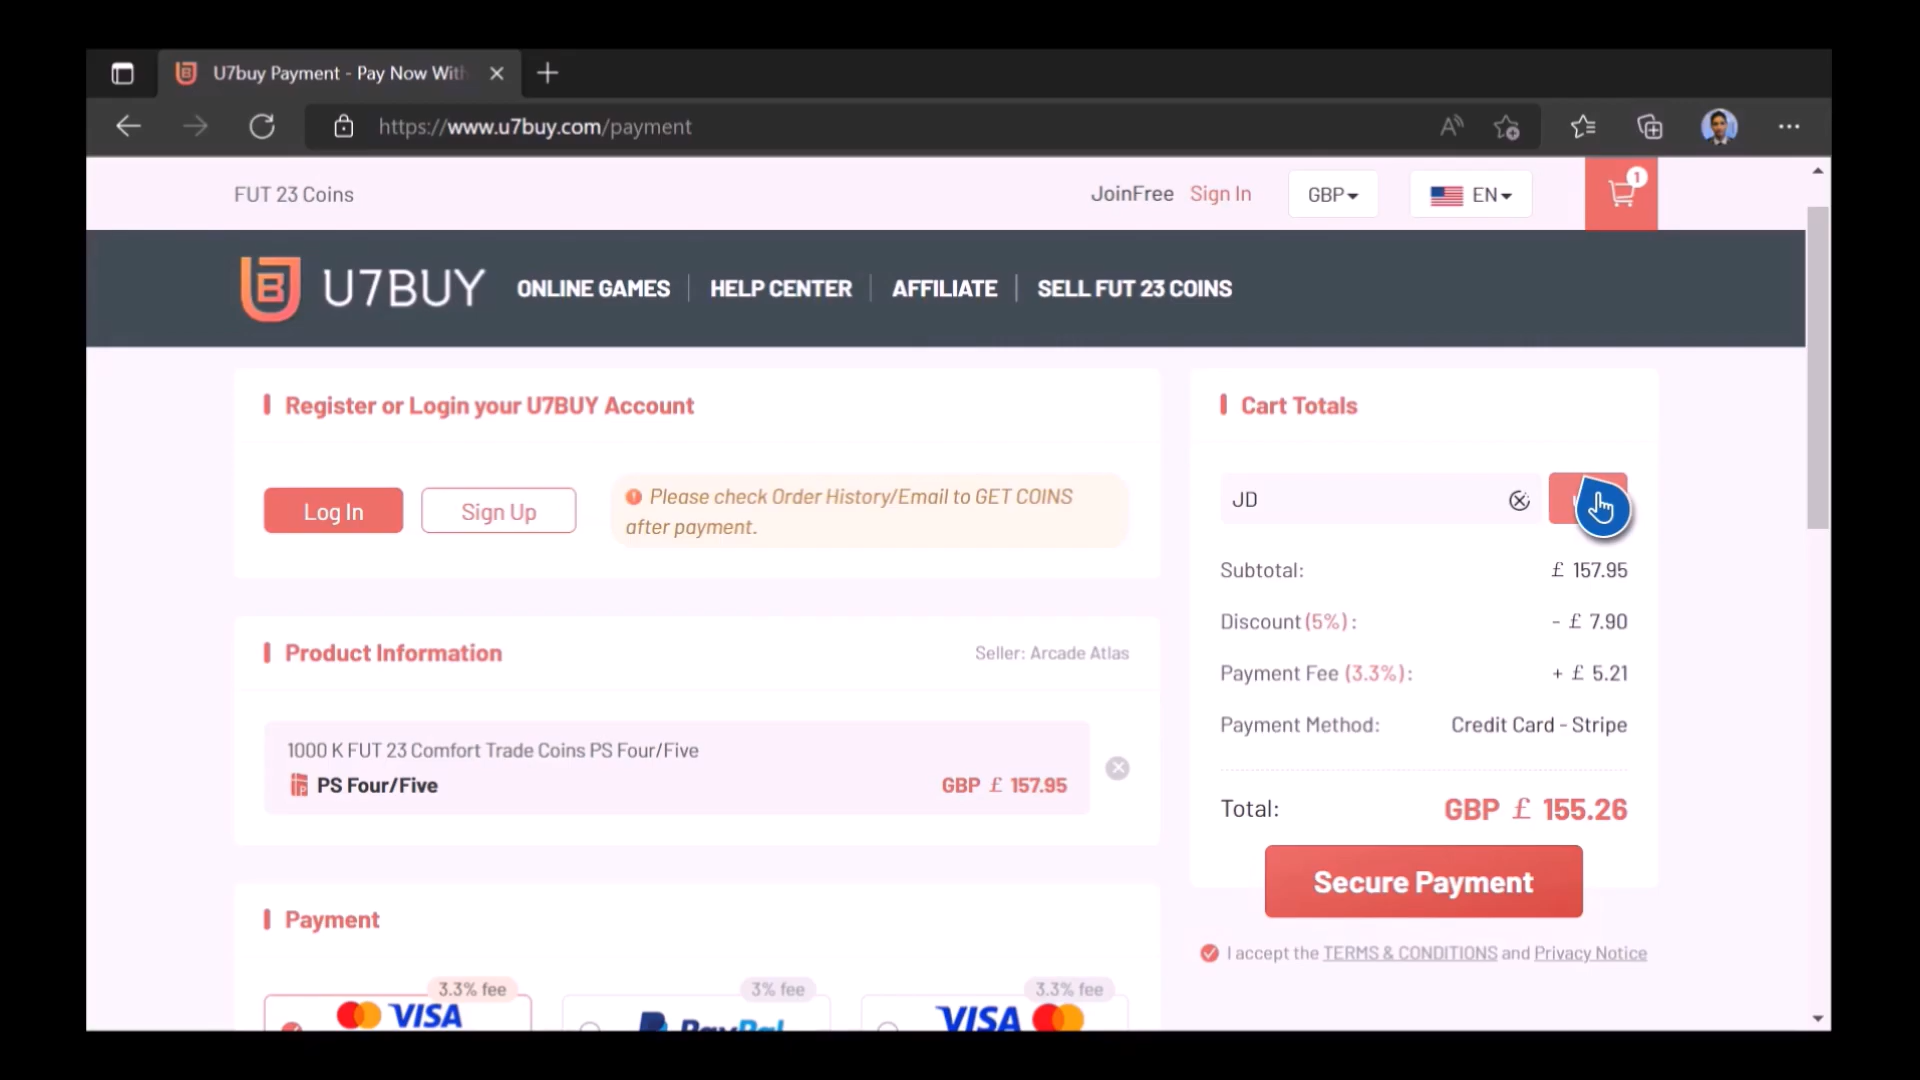 U7buy Payment - Pay Now With
https://www.u7buy.com/payment
FUT 23 Coins
JoinFree Sign In GBP EN 1
U7BUY ONLINE GAMES HELP CENTER AFFILIATE SELL FUT 23 COINS
Register or Login your U7BUY Account
Log In Sign Up
Please check Order History/Email to GET COINS
after payment.
Product Information Seller: Arcade Atlas
1000 K FUT 23 Comfort Trade Coins PS Four/Five
PS Four/Five GBP £ 157.95
Payment
3.3% fee 3% fee 3.3% fee
VISA PayPal VISA
Cart Totals
JD
Subtotal: £ 157.95
Discount (5%) : - £ 7.90
Payment Fee (3.3%) : + £ 5.21
Payment Method: Credit Card - Stripe
Total: GBP £ 155.26
Secure Payment
I accept the TERMS & CONDITIONS and Privacy Notice